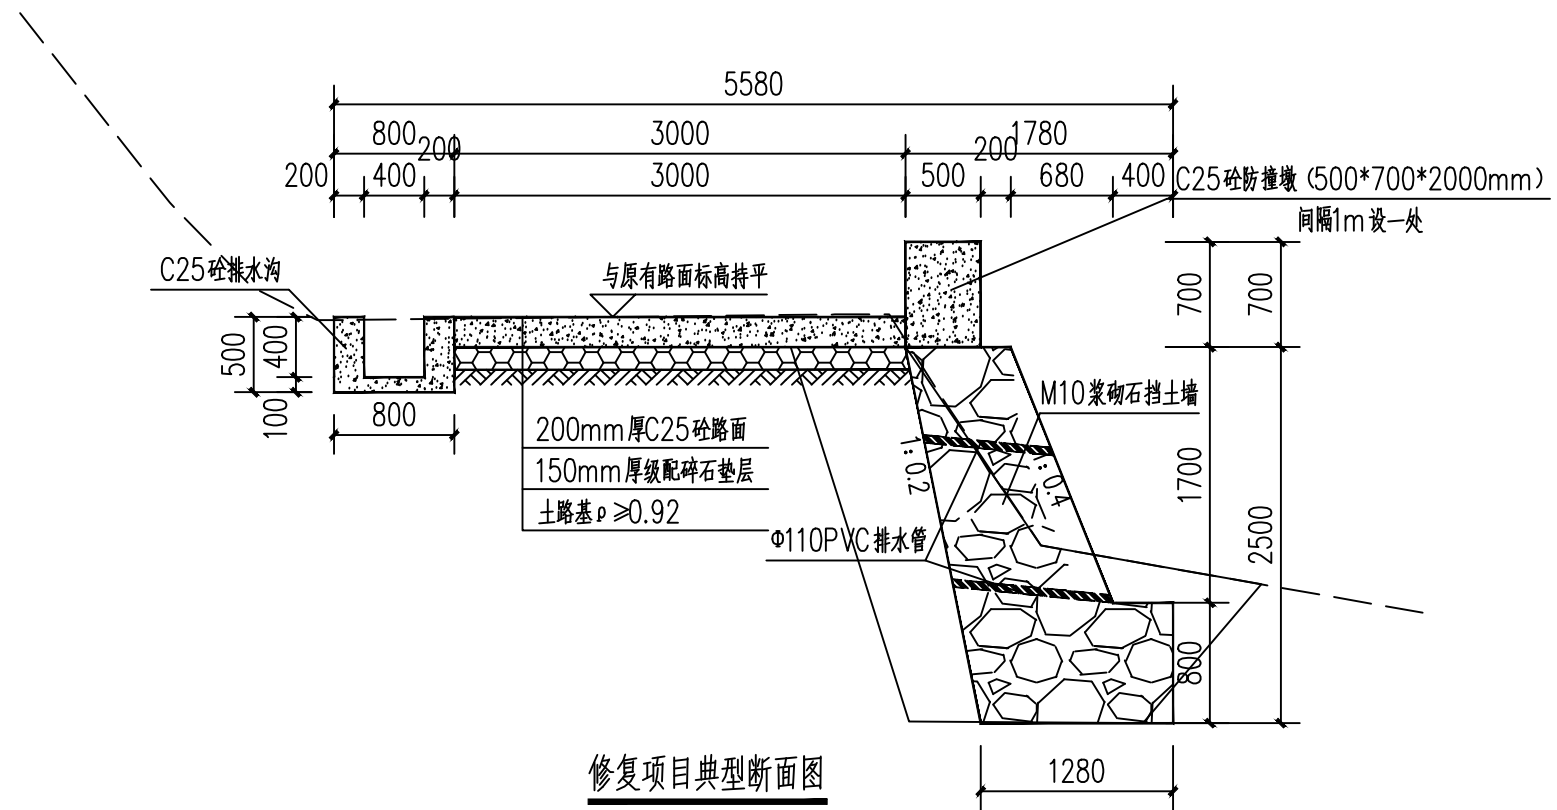 5580
800
3000
1780
200
200
200
400
3000
500
680
400
C25砼防撞墩（500*700*2000mm）
间隔1m设一处
C25砼排水沟
与原有路面标高持平
700
700
500
400
100
800
M10浆砌石挡土墙
200mm厚C25砼路面
150mm厚级配碎石垫层
土路基ρ≥0.92
1:0.2
1:0.4
1700
2500
Φ110PVC排水管
800
1280
修复项目典型断面图